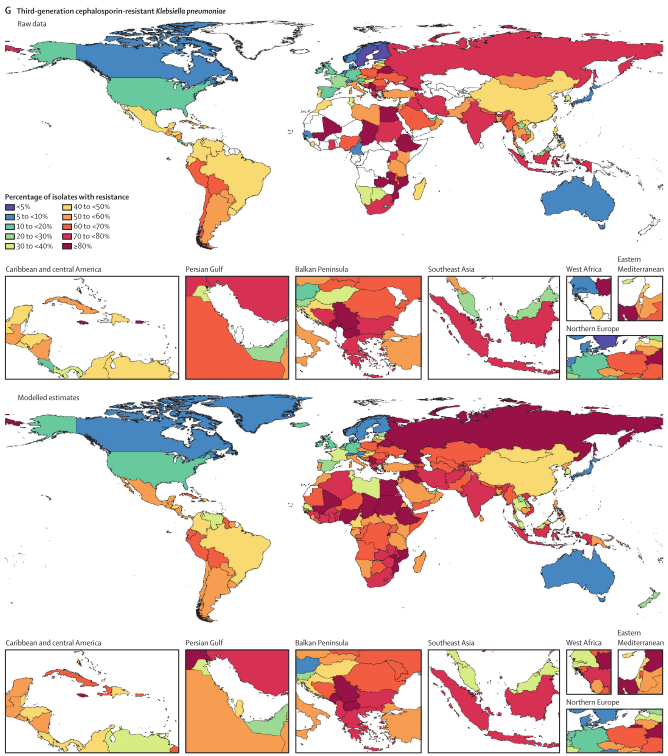 G Third-generation cephalosporin-resistant Klebsiella pneumoniae
Raw data
Percentage of isolates with resistance
<5% 40 to <50%
5 to <10% 50 to <60%
10 to <20% 60 to <70%
20 to <30% 70 to <80%
30 to <40% ≥80%
Caribbean and central America Persian Gulf Balkan Peninsula Southeast Asia West Africa Eastern
Mediterranean
Northern Europe
Modelled estimates
Caribbean and central America Persian Gulf Balkan Peninsula Southeast Asia West Africa Eastern
Mediterranean
Northern Europe